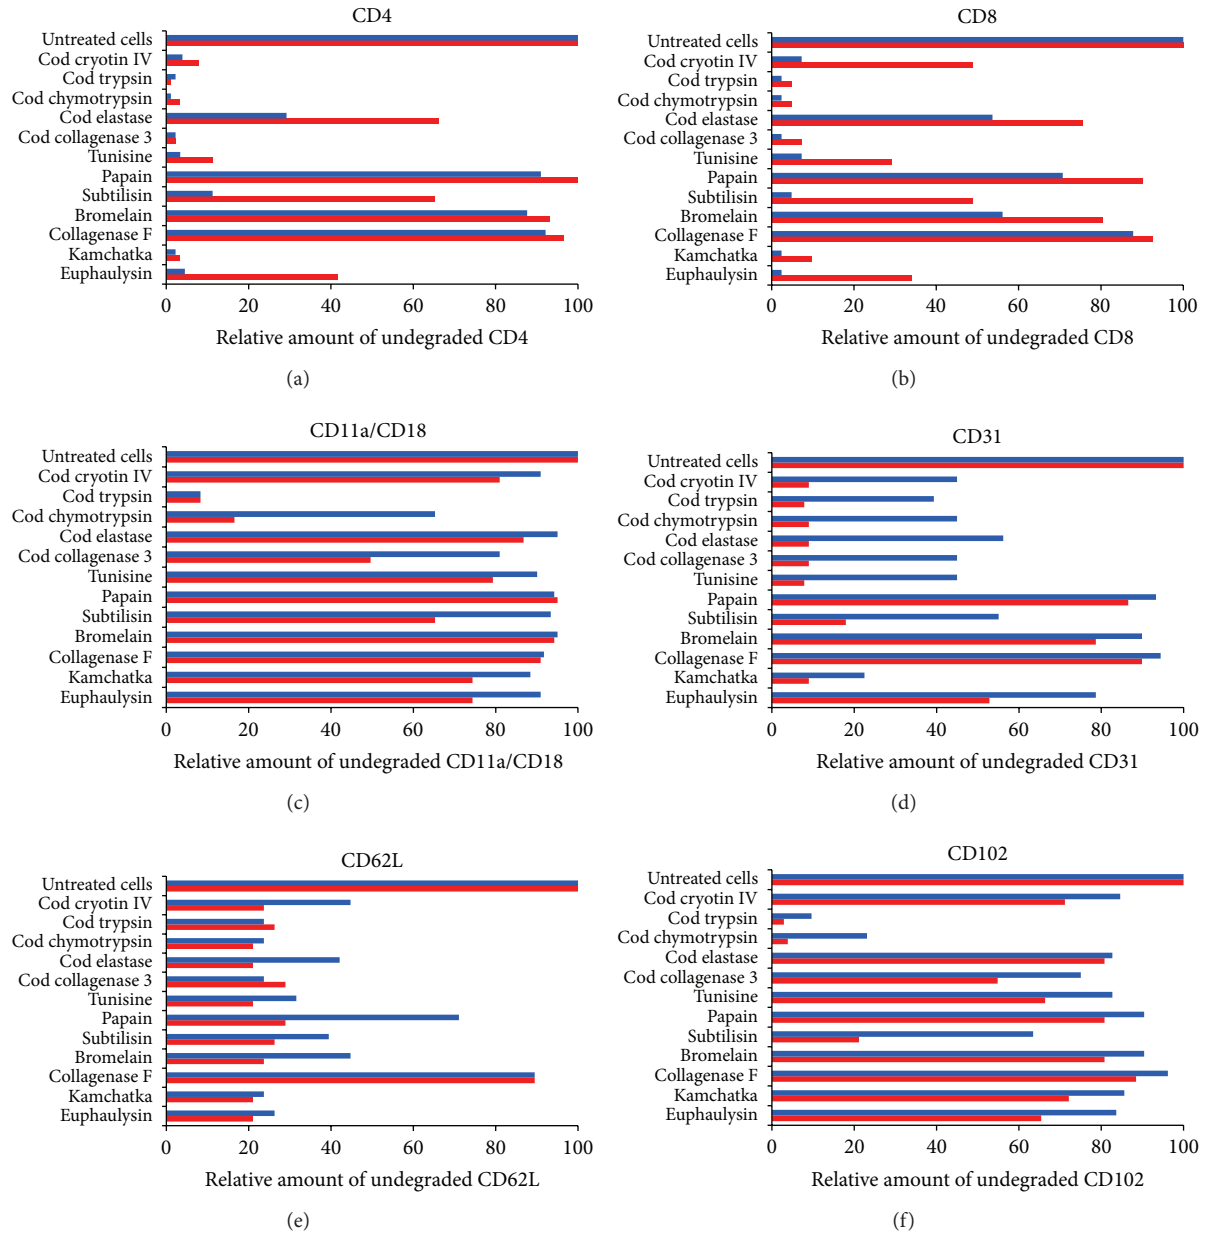 CD4
Untreated cells
Cod cryotin IV
Cod trypsin
Cod chymotrypsin
Cod elastase
Cod collagenase 3
Tunisine
Papain
Subtilisin
Bromelain
Collagenase F
Kamchatka
Euphaulysin
0 20 40 60 80 100
Relative amount of undegraded CD4
(a)
CD8
Untreated cells
Cod cryotin IV
Cod trypsin
Cod chymotrypsin
Cod elastase
Cod collagenase 3
Tunisine
Papain
Subtilisin
Bromelain
Collagenase F
Kamchatka
Euphaulysin
0 20 40 60 80 100
Relative amount of undegraded CD8
(b)
CD11a/CD18
Untreated cells
Cod cryotin IV
Cod trypsin
Cod chymotrypsin
Cod elastase
Cod collagenase 3
Tunisine
Papain
Subtilisin
Bromelain
Collagenase F
Kamchatka
Euphaulysin
0 20 40 60 80 100
Relative amount of undegraded CD11a/CD18
(c)
CD31
Untreated cells
Cod cryotin IV
Cod trypsin
Cod chymotrypsin
Cod elastase
Cod collagenase 3
Tunisine
Papain
Subtilisin
Bromelain
Collagenase F
Kamchatka
Euphaulysin
0 20 40 60 80 100
Relative amount of undegraded CD31
(d)
CD62L
Untreated cells
Cod cryotin IV
Cod trypsin
Cod chymotrypsin
Cod elastase
Cod collagenase 3
Tunisine
Papain
Subtilisin
Bromelain
Collagenase F
Kamchatka
Euphaulysin
0 20 40 60 80 100
Relative amount of undegraded CD62L
(e)
CD102
Untreated cells
Cod cryotin IV
Cod trypsin
Cod chymotrypsin
Cod elastase
Cod collagenase 3
Tunisine
Papain
Subtilisin
Bromelain
Collagenase F
Kamchatka
Euphaulysin
0 20 40 60 80 100
Relative amount of undegraded CD102
(f)